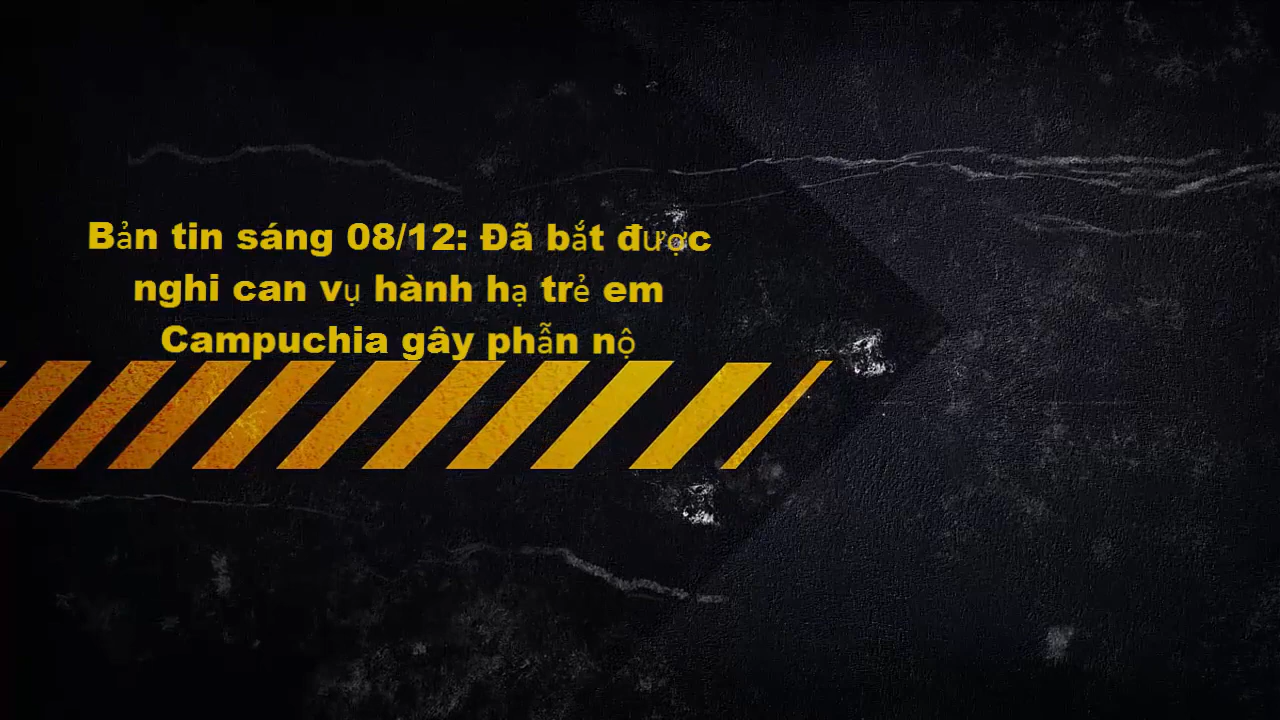 Bản tin sáng 08/12: Đã bắt được
nghi can vụ hành hạ trẻ em
Campuchia gây phẫn nộ